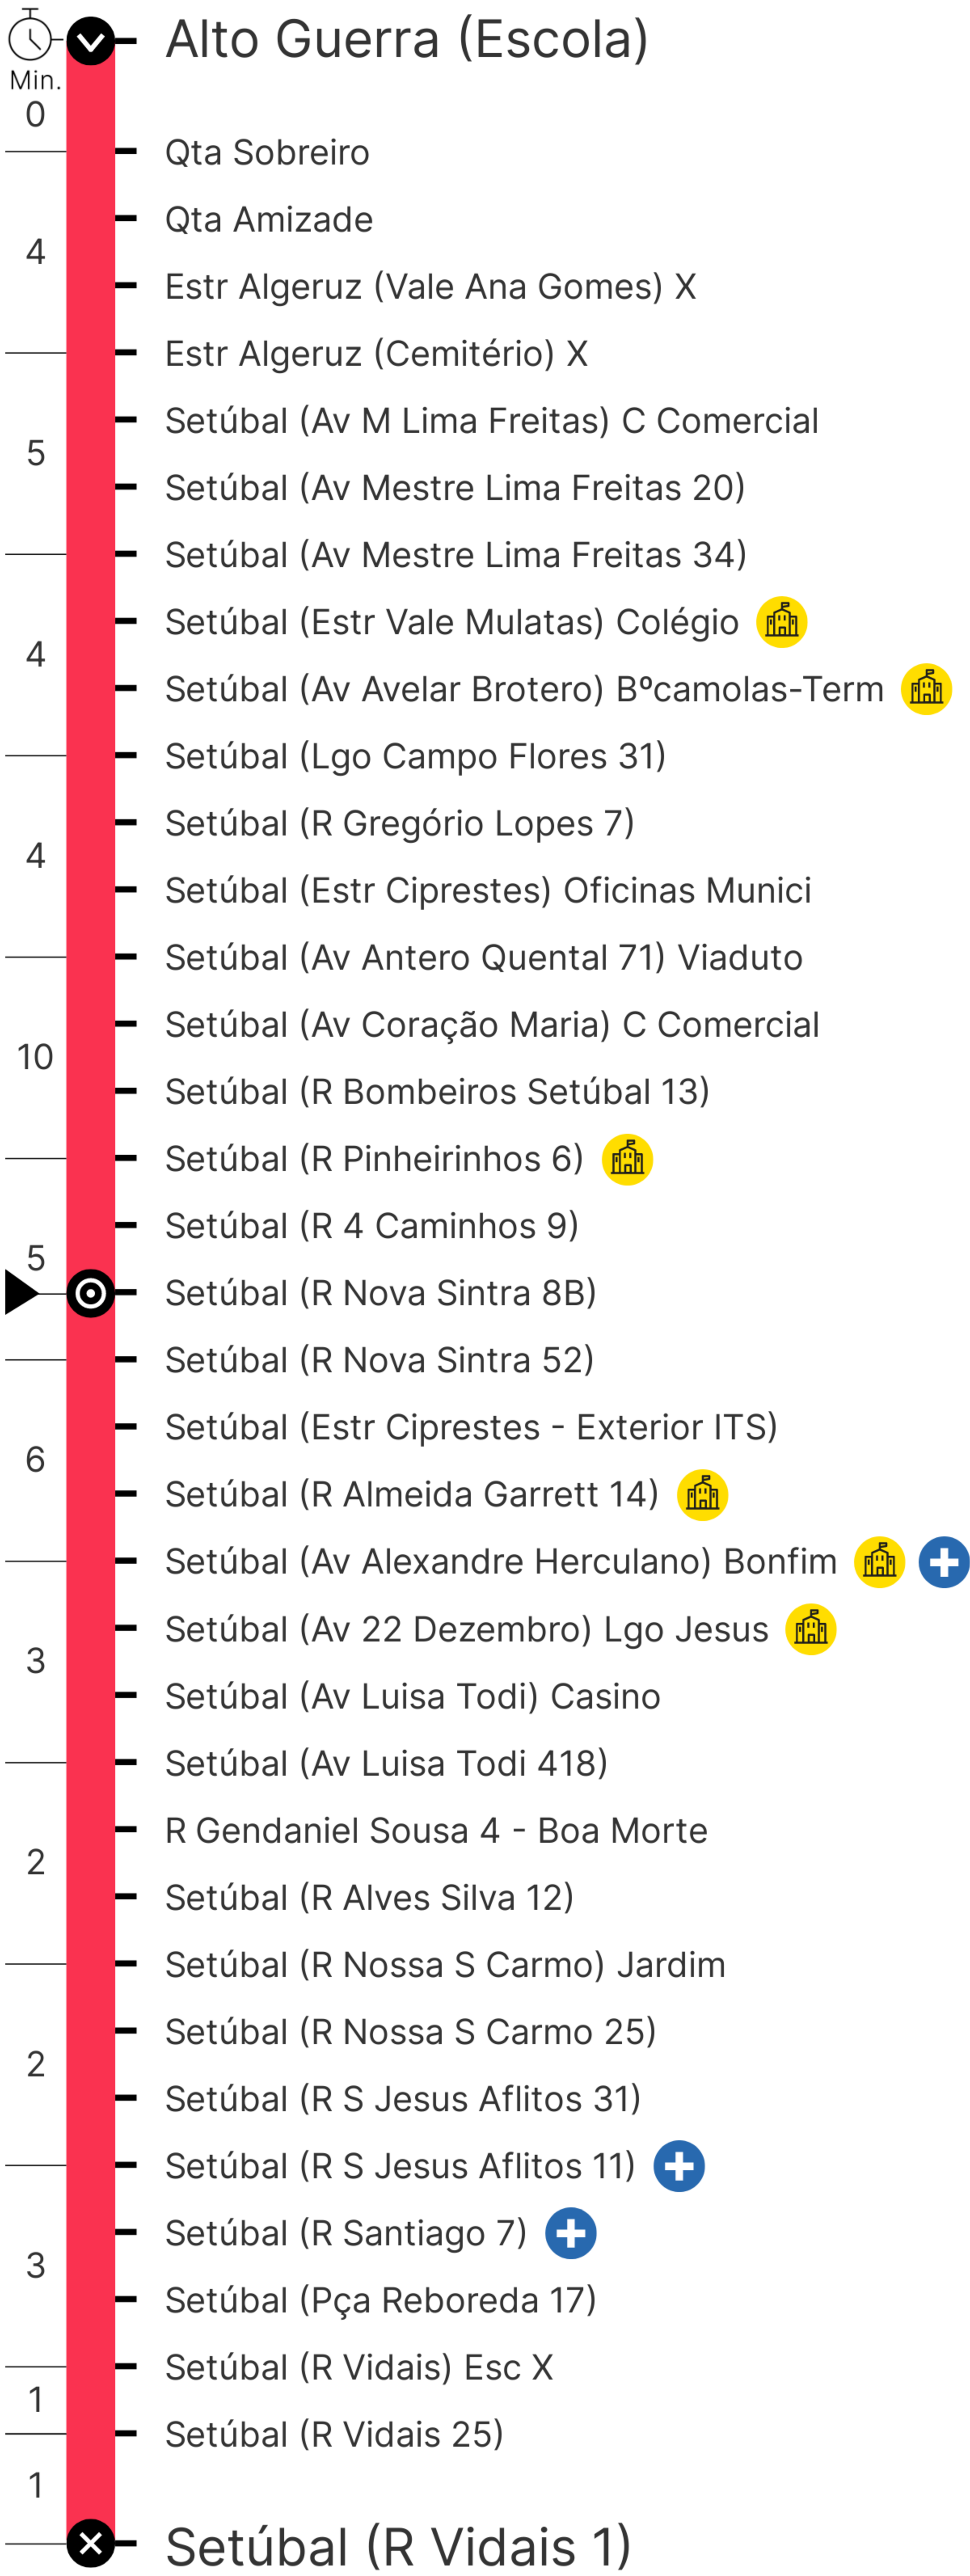 Alto Guerra (Escola)
Min.
0
Qta Sobreiro
Qta Amizade
4
Estr Algeruz (Vale Ana Gomes) X
Estr Algeruz (Cemitério) X
Setúbal (Av M Lima Freitas) C Comercial
5
Setúbal (Av Mestre Lima Freitas 20)
Setúbal (Av Mestre Lima Freitas 34)
Setúbal (Estr Vale Mulatas) Colégio
4
Setúbal (Av Avelar Brotero) Bºcamolas-Term
Setúbal (Lgo Campo Flores 31)
Setúbal (R Gregório Lopes 7)
4
Setúbal (Estr Ciprestes) Oficinas Munici
Setúbal (Av Antero Quental 71) Viaduto
Setúbal (Av Coração Maria) C Comercial
10
Setúbal (R Bombeiros Setúbal 13)
Setúbal (R Pinheirinhos 6)
Setúbal (R 4 Caminhos 9)
5
Setúbal (R Nova Sintra 8B)
Setúbal (R Nova Sintra 52)
Setúbal (Estr Ciprestes - Exterior ITS)
6
Setúbal (R Almeida Garrett 14)
Setúbal (Av Alexandre Herculano) Bonfim
Setúbal (Av 22 Dezembro) Lgo Jesus
3
Setúbal (Av Luisa Todi) Casino
Setúbal (Av Luisa Todi 418)
R Gendaniel Sousa 4 - Boa Morte
2
Setúbal (R Alves Silva 12)
Setúbal (R Nossa S Carmo) Jardim
Setúbal (R Nossa S Carmo 25)
2
Setúbal (R S Jesus Aflitos 31)
Setúbal (R S Jesus Aflitos 11)
Setúbal (R Santiago 7)
3
Setúbal (Pça Reboreda 17)
Setúbal (R Vidais) Esc X
1
Setúbal (R Vidais 25)
1
Setúbal (R Vidais 1)